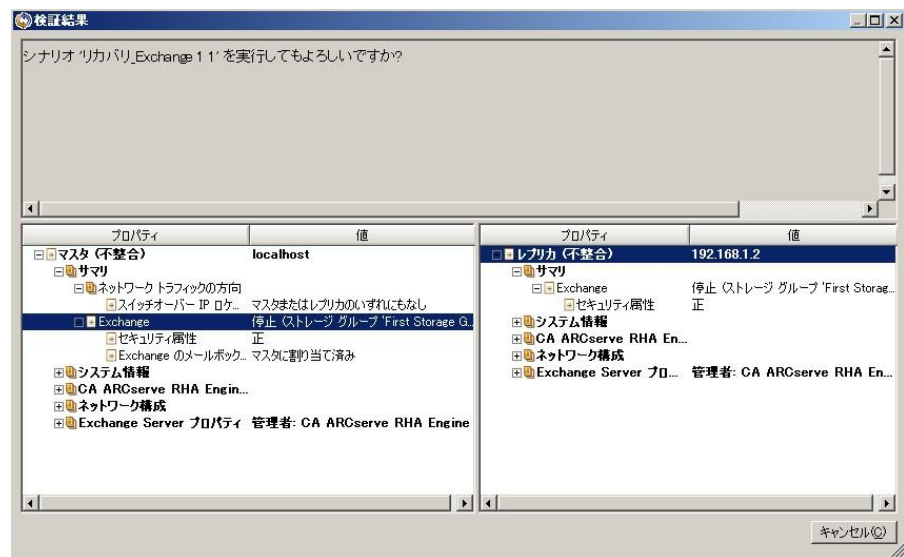 検証結果
シナリオ 'リカバリ_Exchange 1 1' を実行してもよろしいですか?
プロパティ 値
マスタ (不整合) localhost
サマリ
ネットワーク トラフィックの方向
スイッチオーバー IP ロケ... マスタまたはレプリカのいずれにもなし
Exchange 停止 (ストレージ グループ 'First Storage G...
セキュリティ属性 正
Exchange のメールボック... マスタに割り当て済み
システム情報
CA ARCserve RHA Engin...
ネットワーク構成
Exchange Server プロパティ 管理者: CA ARCserve RHA Engine
プロパティ 値
レプリカ (不整合) 192.168.1.2
サマリ
Exchange 停止 (ストレージ グループ 'First Storag...
セキュリティ属性 正
システム情報
CA ARCserve RHA En...
ネットワーク構成
Exchange Server プロ... 管理者: CA ARCserve RHA En...
キャンセル(C)